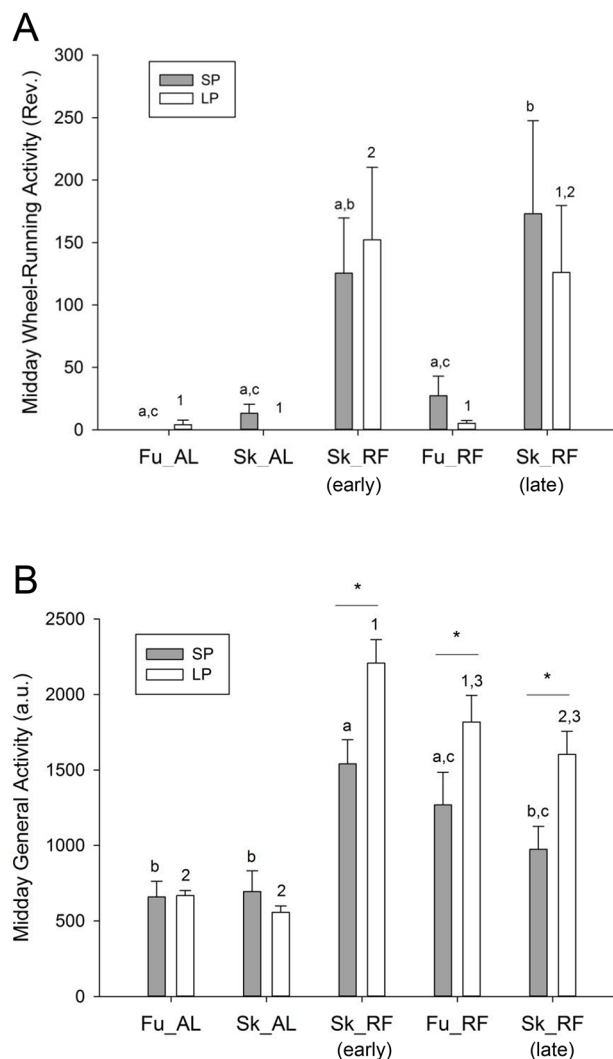 A
Midday Wheel-Running Activity (Rev.)
300
250
200
150
100
50
0
SP
LP
a,c
1
a,c
1
a,b
2
a,c
1
b
1,2
Fu_AL
Sk_AL
Sk_RF
(early)
Fu_RF
Sk_RF
(late)
B
Midday General Activity (a.u.)
2500
2000
1500
1000
500
0
SP
LP
b
2
b
2
*
a
1
*
a,c
1,3
*
b,c
2,3
Fu_AL
Sk_AL
Sk_RF
(early)
Fu_RF
Sk_RF
(late)